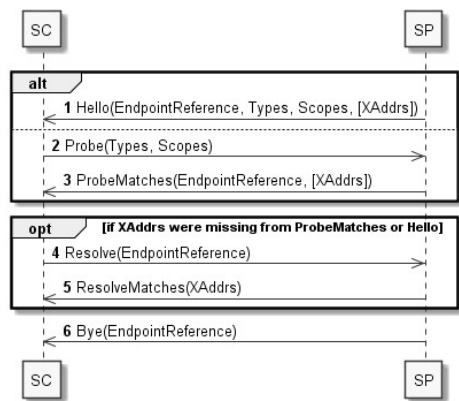 SC SP
alt
1 Hello(EndpointReference, Types, Scopes, [XAddrs])
2 Probe(Types, Scopes)
3 ProbeMatches(EndpointReference, [XAddrs])
opt [if XAddrs were missing from ProbeMatches or Hello]
4 Resolve(EndpointReference)
5 ResolveMatches(XAddrs)
6 Bye(EndpointReference)
SC SP